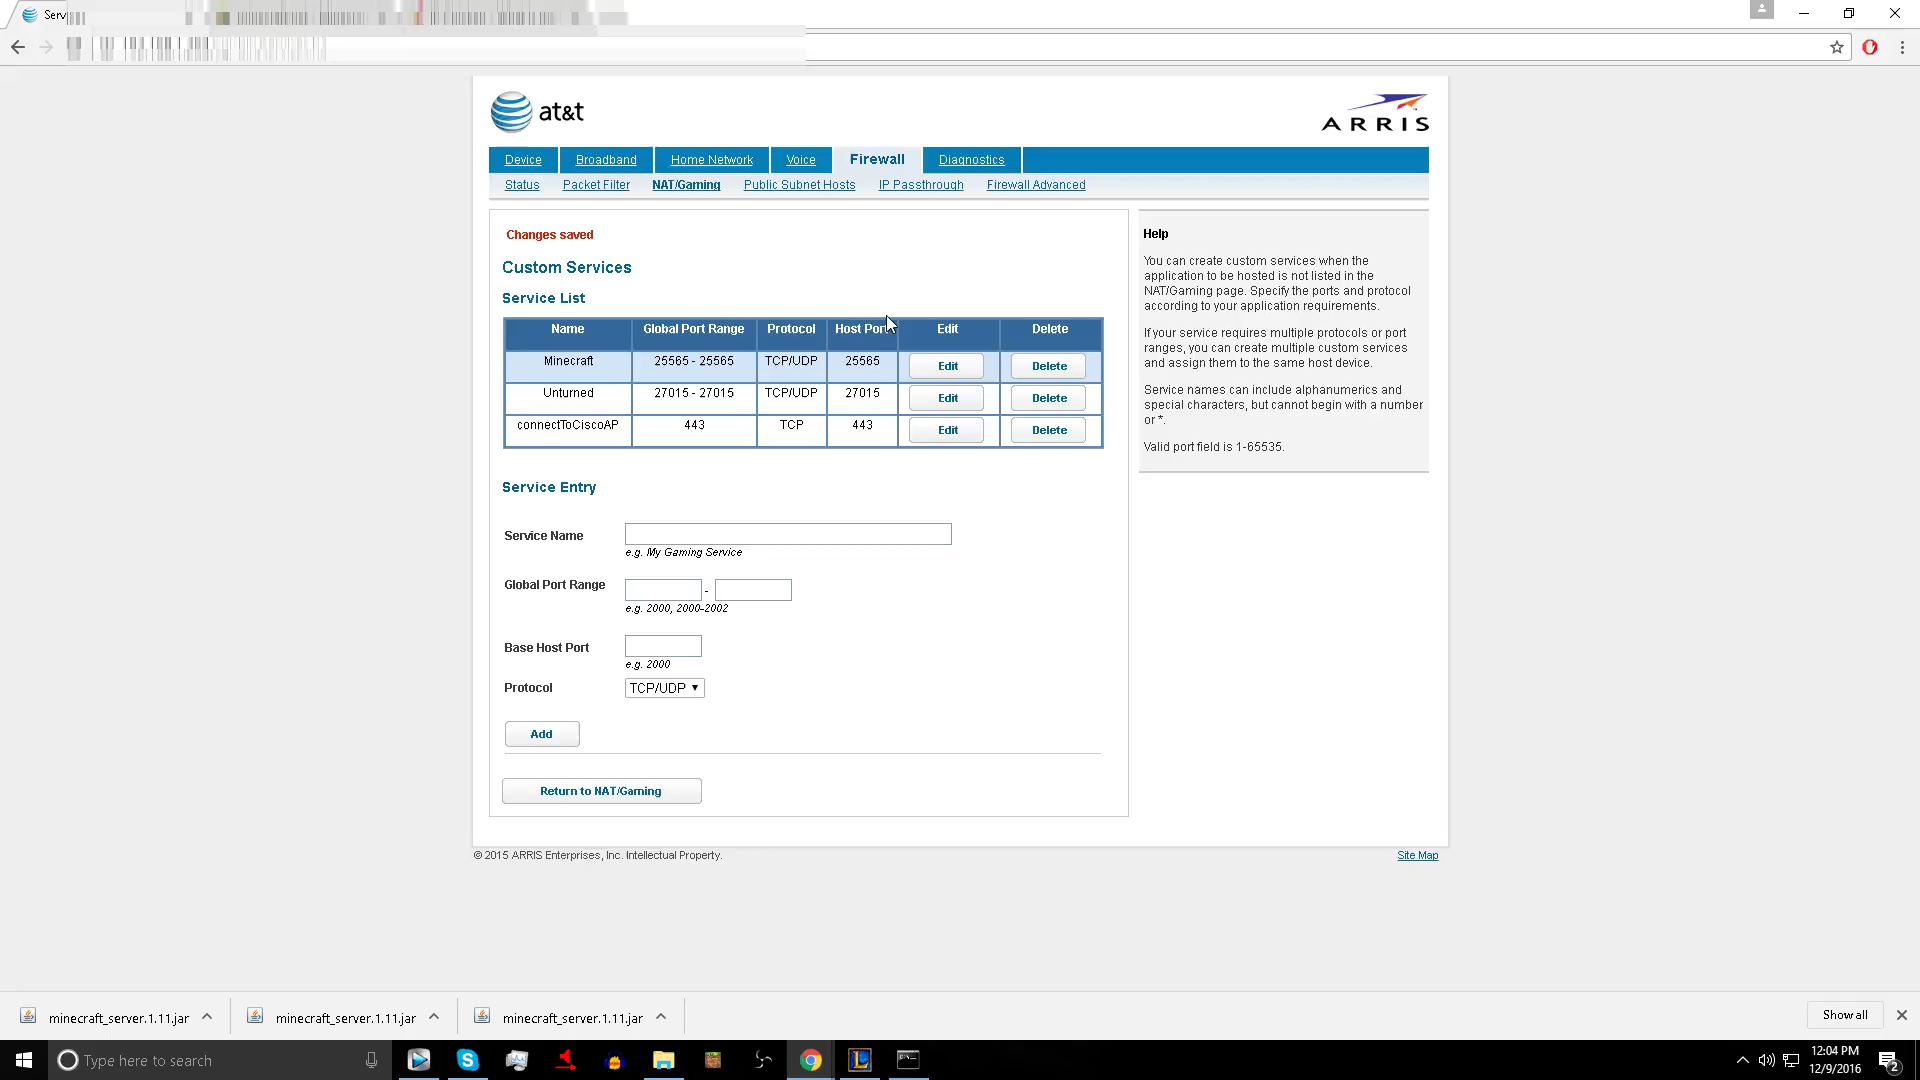 Serv
at&t
ARRIS
Device Broadband Home Network Voice Firewall Diagnostics
Status Packet Filter NAT/Gaming Public Subnet Hosts IP Passthrough Firewall Advanced
Changes saved
Custom Services
Service List
Name Global Port Range Protocol Host Port Edit Delete
Minecraft 25565 - 25565 TCP/UDP 25565 Edit Delete
Unturned 27015 - 27015 TCP/UDP 27015 Edit Delete
connectToCiscoAP 443 TCP 443 Edit Delete
Service Entry
Service Name
e.g. My Gaming Service
Global Port Range -
e.g. 2000, 2000-2002
Base Host Port
e.g. 2000
Protocol TCP/UDP
Add
Return to NAT/Gaming
Help
You can create custom services when the
application to be hosted is not listed in the
NAT/Gaming page. Specify the ports and protocol
according to your application requirements.
If your service requires multiple protocols or port
ranges, you can create multiple custom services
and assign them to the same host device.
Service names can include alphanumerics and
special characters, but cannot begin with a number
or *.
Valid port field is 1-65535.
© 2015 ARRIS Enterprises, Inc. Intellectual Property.
Site Map
minecraft_server.1.11.jar minecraft_server.1.11.jar minecraft_server.1.11.jar Show all
Type here to search
12:04 PM
12/9/2016
2